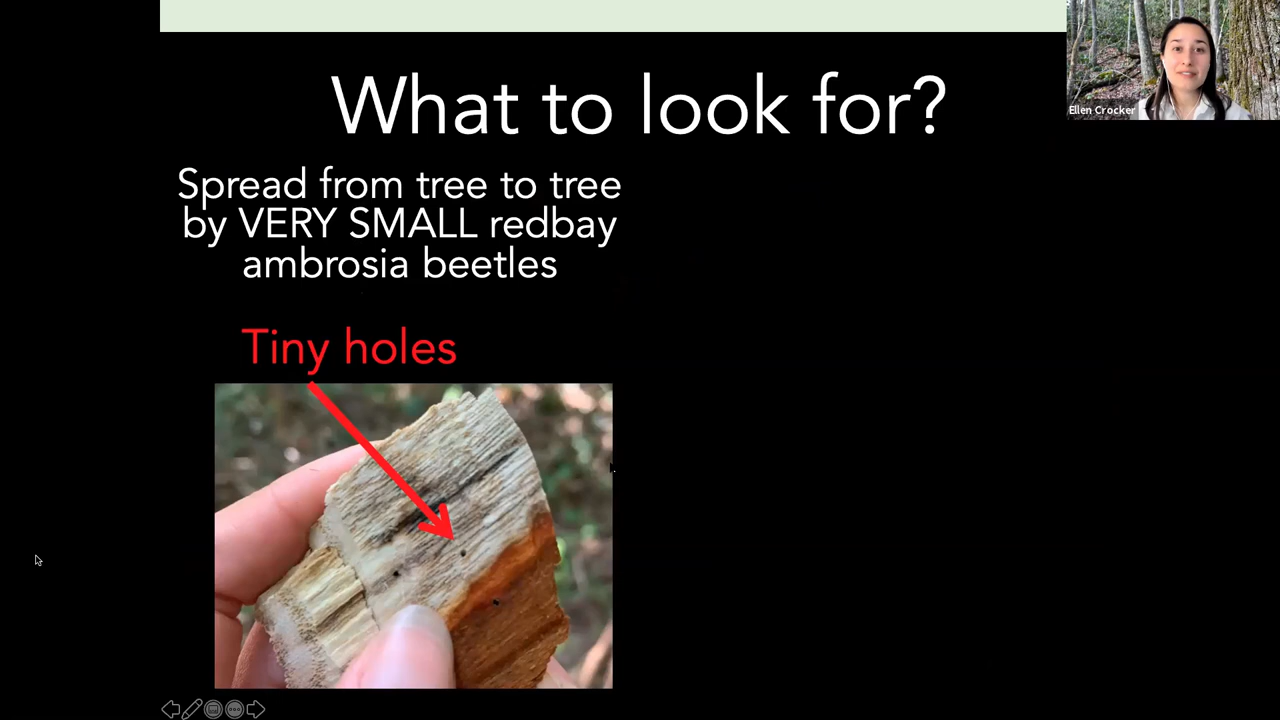 What to look for?
Ellen Crocker
Spread from tree to tree
by VERY SMALL redbay
ambrosia beetles
Tiny holes